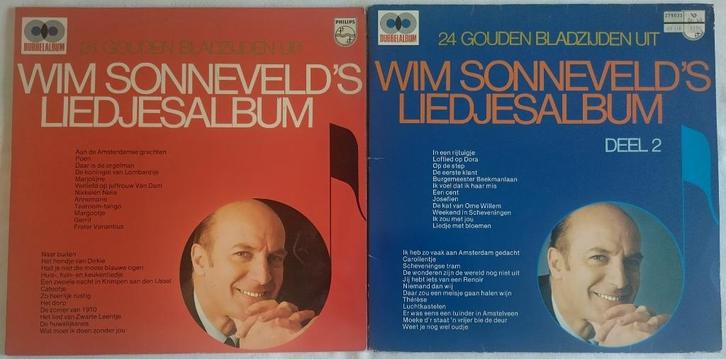 DUBBELALBUM
PHILIPS
24 GOUDEN BLADZIJDEN UIT
WIM SONNEVELD'S
LIEDJESALBUM
Aan de Amsterdamse grachten
Poen
Daar is de orgelman
De koningin van Lombardije
Marjolijne
Verliefd op juffrouw Van Dam
Nikkelen Nelis
Annemarie
Tearoom-tango
Margootje
Gerrit
Frater Venantius
Naar buiten
Het hondje van Dirkie
Had je niet die mooie blauwe ogen
Huis-, tuin- en keukenliedje
Een zwoele nacht in Krimpen aan den IJssel
Catootje
Zo heerlijk rustig
Het dorp
De zomer van 1910
Het lied van Zwarte Leentje
De huwelijksreis
Wat moet ik doen zonder jou
DUBBELALBUM
24 GOUDEN BLADZIJDEN UIT
WIM SONNEVELD'S
LIEDJESALBUM
DEEL 2
In een rijtuigje
Loflied op Dora
Op de step
De eerste klant
Burgemeester Beekmanlaan
Ik voel dat ik haar mis
Een cent
Josefien
De kat van Ome Willem
Weekend in Scheveningen
Ik zou met jou
Liedje met bloemen
Ik heb zo vaak aan Amsterdam gedacht
Carolientje
Scheveningse tram
De wonderen zijn de wereld nog niet uit
Jij hebt iets van een Renoir
Niemand dan wij
Daar zou een meisje gaan halen wijn
Thérèse
Luchtkastelen
Er was eens een tuinder in Amstelveen
Moeke d'r staat 'n vrijer bie de deur
Weet je nog wel oudje